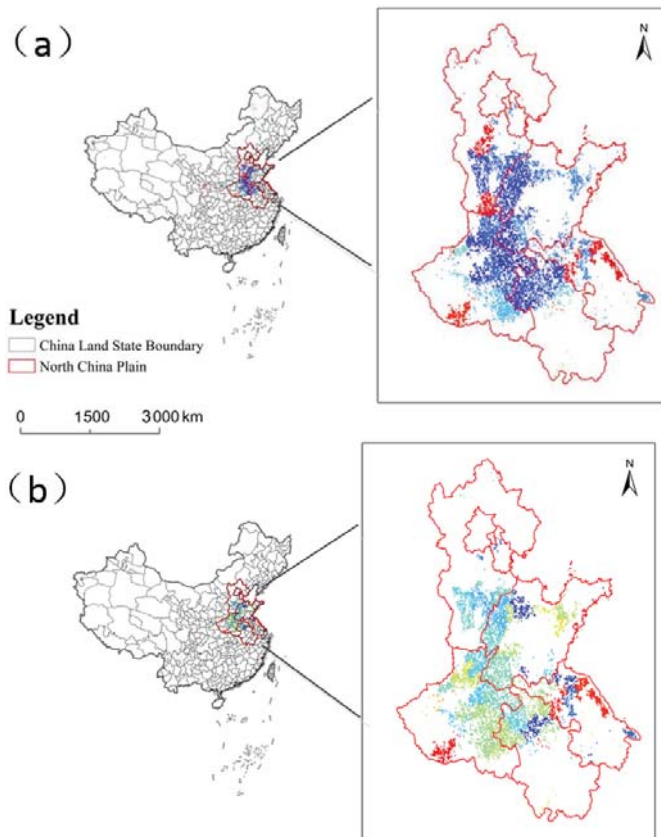 （a）
N
Legend
China Land State Boundary
North China Plain
0 1500 3000 km
（b）
N